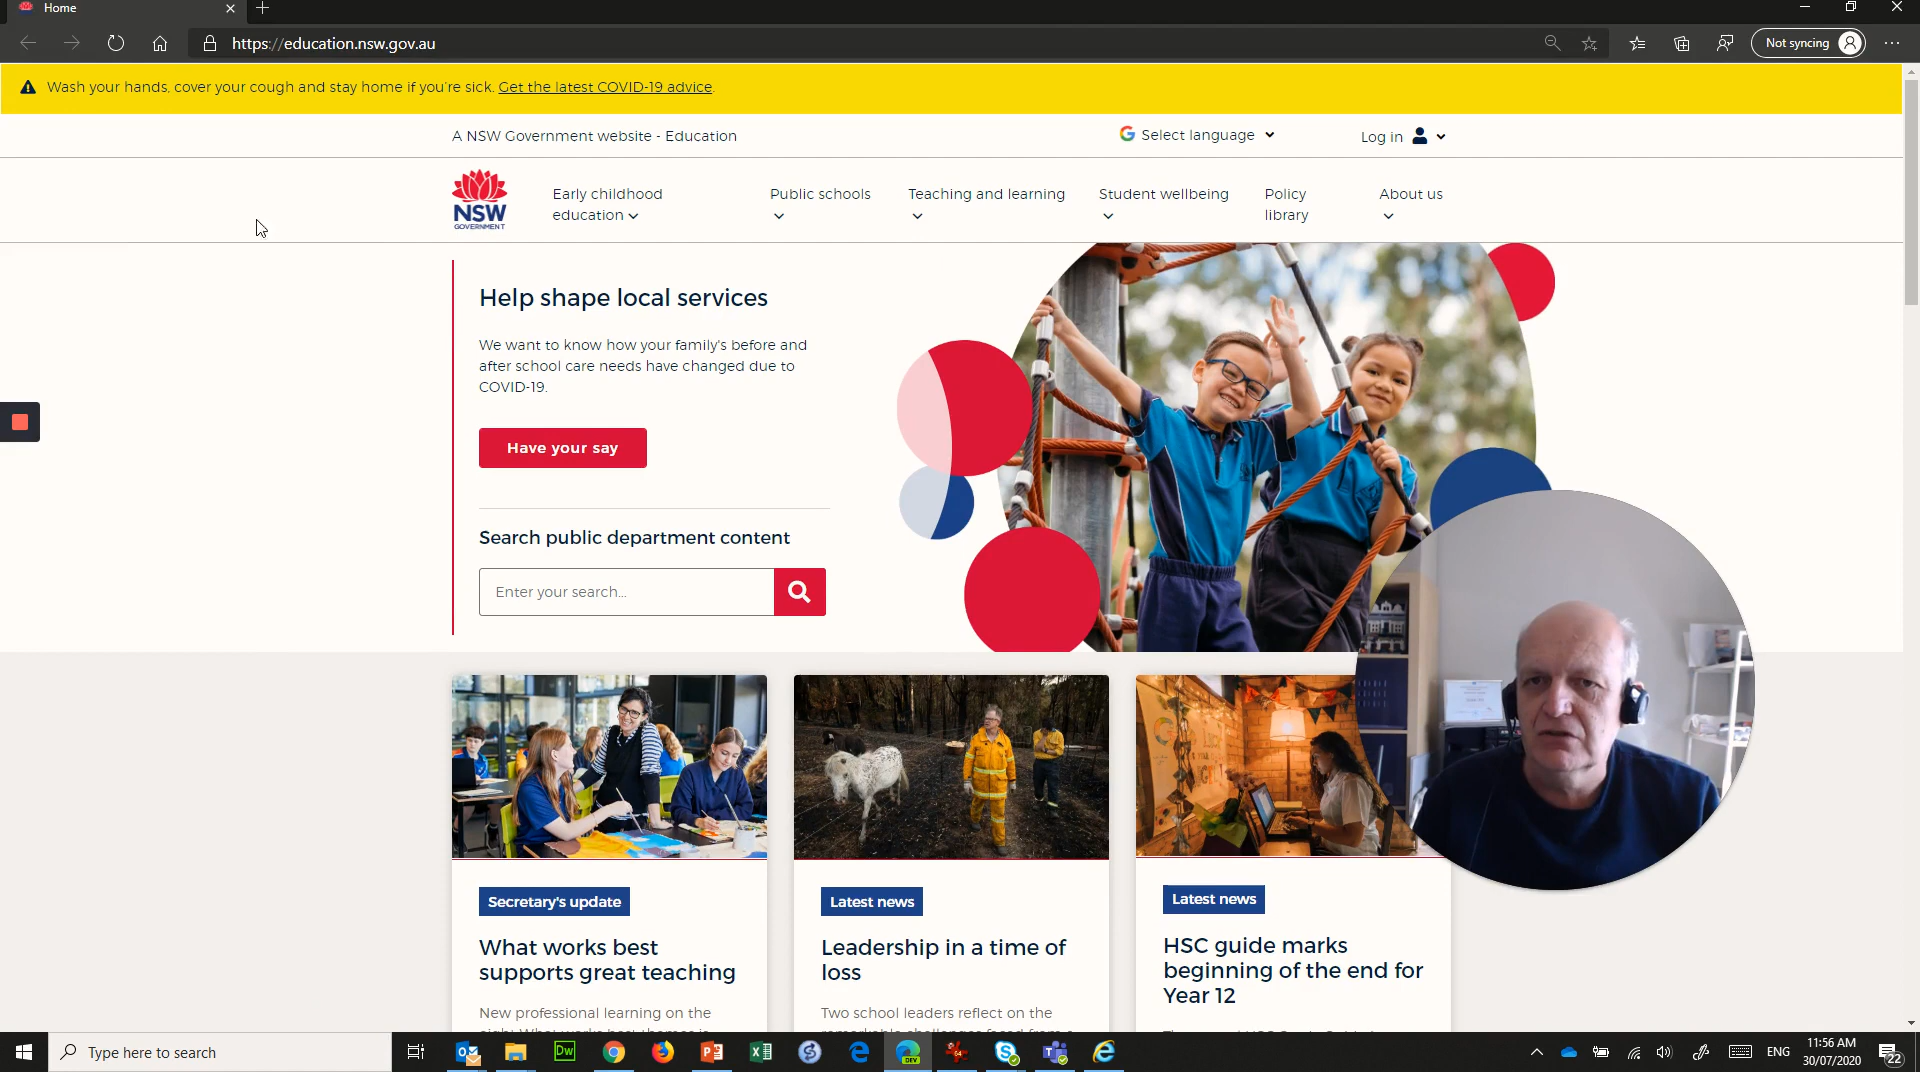 Home
https://education.nsw.gov.au
Not syncing
Wash your hands, cover your cough and stay home if you're sick. Get the latest COVID-19 advice.
A NSW Government website - Education
Select language
Log in
NSW
GOVERNMENT
Early childhood
education
Public schools
Teaching and learning
Student wellbeing
Policy
library
About us
Help shape local services
We want to know how your family's before and
after school care needs have changed due to
COVID-19.
Have your say
Search public department content
Enter your search...
Secretary's update
What works best
supports great teaching
New professional learning on the
Latest news
Leadership in a time of
loss
Two school leaders reflect on the
Latest news
HSC guide marks
beginning of the end for
Year 12
Type here to search
Dw
DEV
ENG
11:56 AM
30/07/2020
22